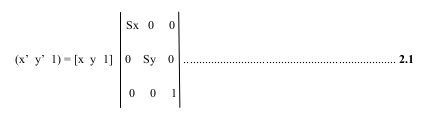 Sx 0 0
(x’ y’ 1) = [x y 1] 0 Sy 0 ........................................................................ 2.1
0 0 1